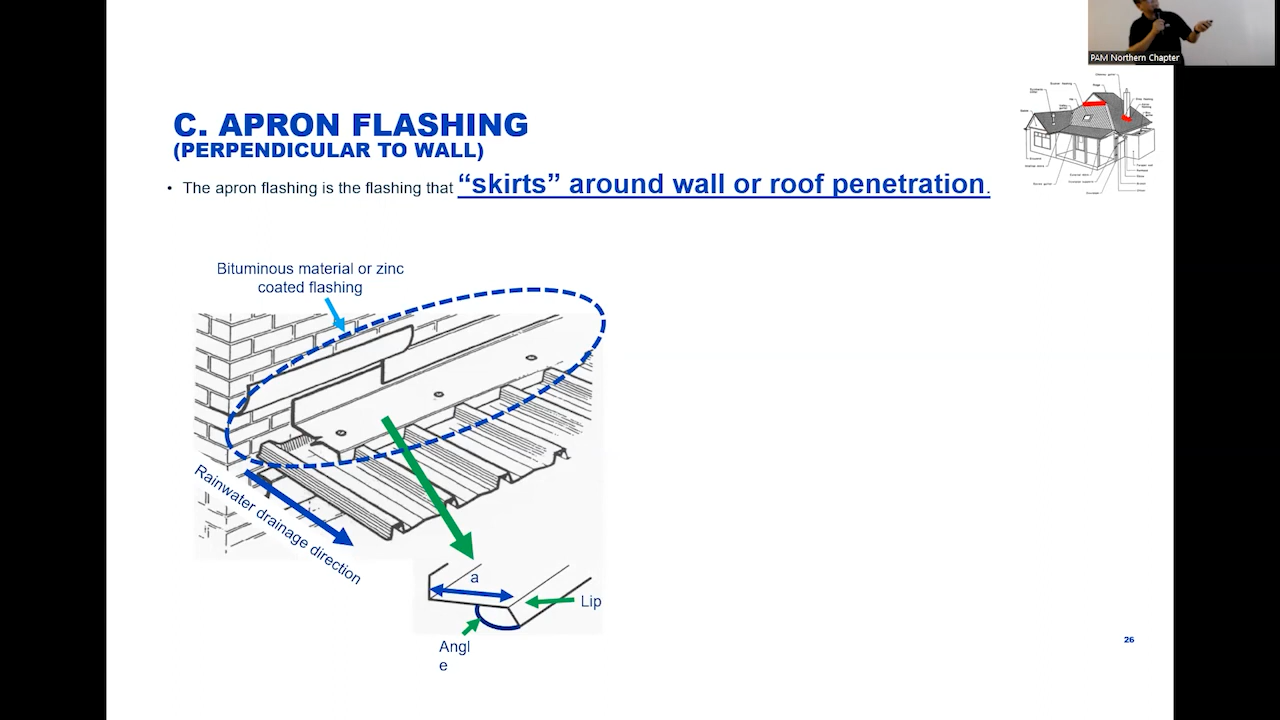 PAM Northern Chapter
C. APRON FLASHING
(PERPENDICULAR TO WALL)
• The apron flashing is the flashing that “skirts” around wall or roof penetration.
Bituminous material or zinc
coated flashing
Rainwater drainage direction
a
Lip
Angl
e
26